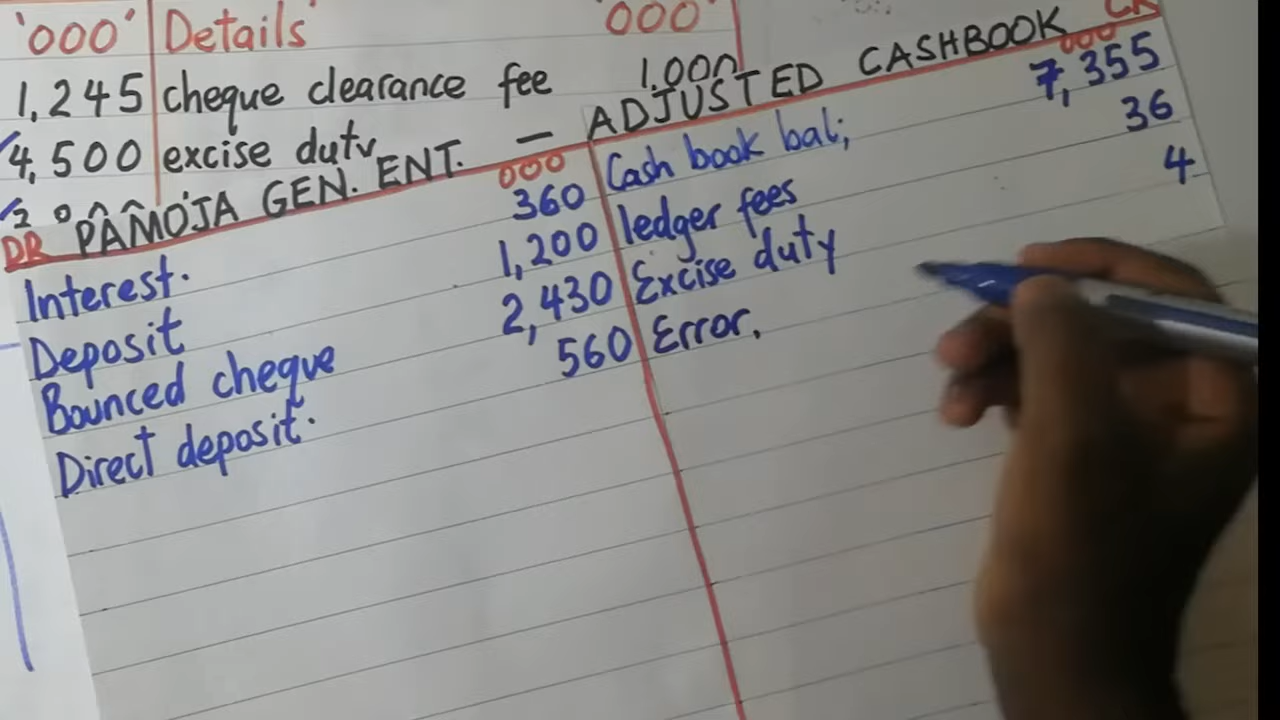 '000' Details '000
1,245 cheque clearance fee 1.000
4,500 excise duty
PAMOJA GEN. ENT. — ADJUSTED CASHBOOK
DR 000 000 CR
Interest. 360 Cash book bal; 7,355
Deposit 1,200 ledger fees 36
Bounced cheque 2,430 Excise duty 4
Direct deposit. 560 Error,